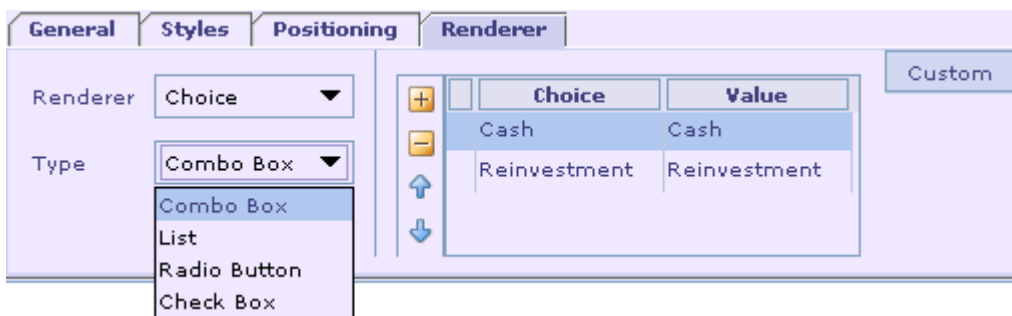 General Styles Positioning Renderer
Renderer Choice
Type Combo Box
Combo Box
List
Radio Button
Check Box
Choice Value
Cash Cash
Reinvestment Reinvestment
Custom